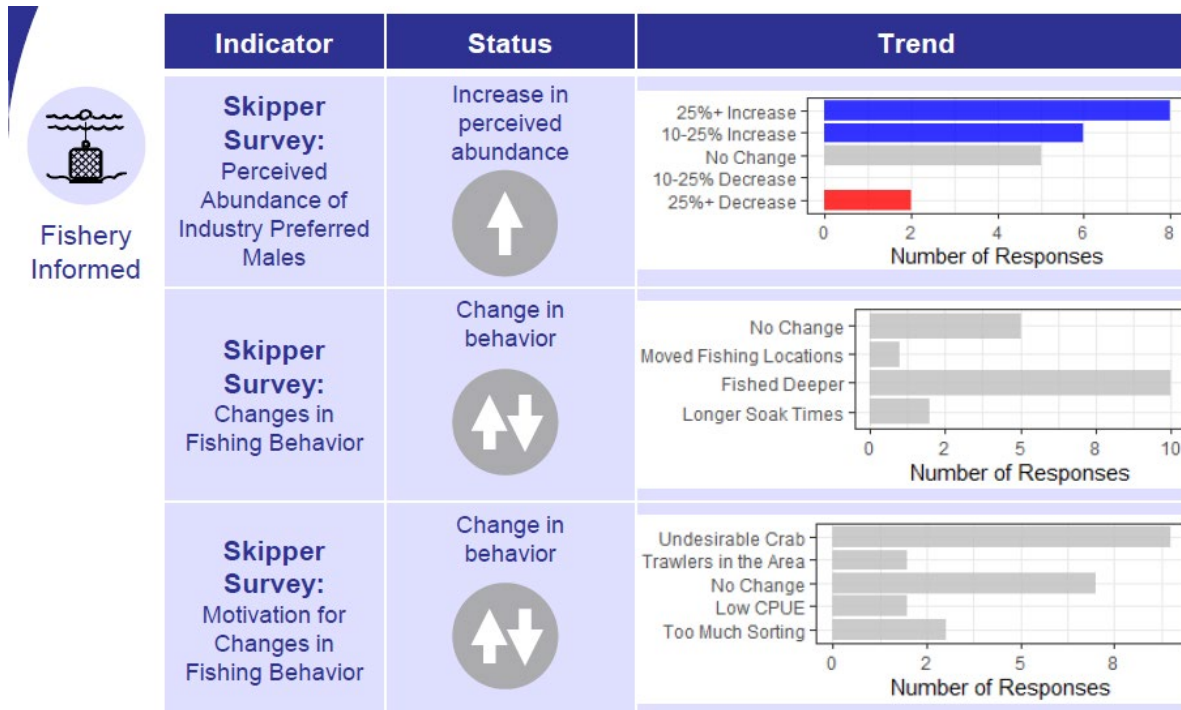 Indicator
Status
Trend
Fishery
Informed
Skipper
Survey:
Perceived
Abundance of
Industry Preferred
Males
Increase in
perceived
abundance
25%+ Increase
10-25% Increase
No Change
10-25% Decrease
25%+ Decrease
0 2 4 6 8
Number of Responses
Skipper
Survey:
Changes in
Fishing Behavior
Change in
behavior
No Change
Moved Fishing Locations
Fished Deeper
Longer Soak Times
0 2 5 8 10
Number of Responses
Skipper
Survey:
Motivation for
Changes in
Fishing Behavior
Change in
behavior
Undesirable Crab
Trawlers in the Area
No Change
Low CPUE
Too Much Sorting
0 2 5 8
Number of Responses